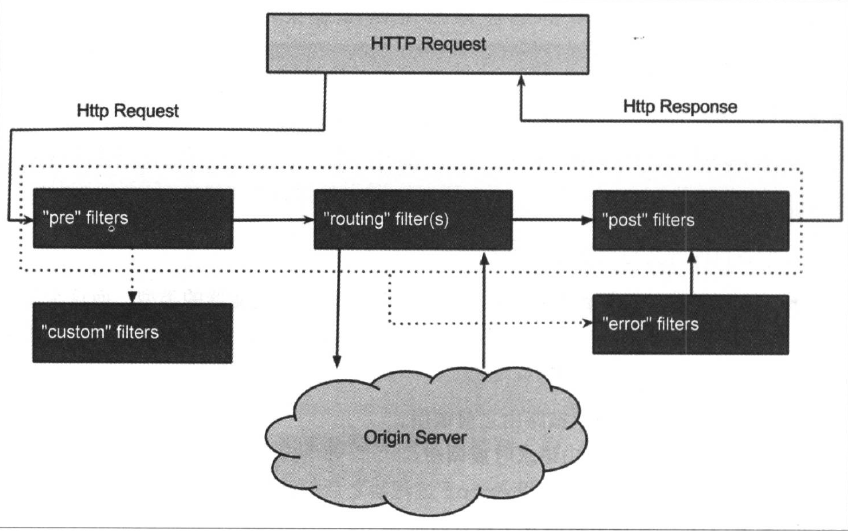 HTTP Request
Http Request
Http Response
"pre" filters
"routing" filter(s)
"post" filters
"custom" filters
"error" filters
Origin Server